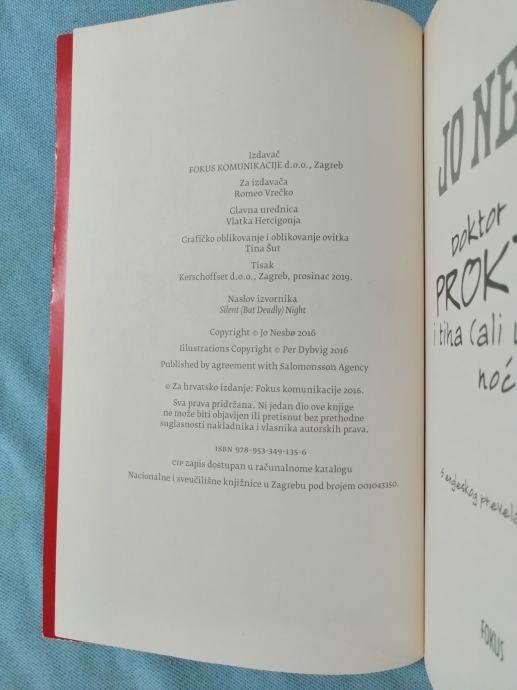 Izdavač
FOKUS KOMUNIKACIJE d.o.o., Zagreb
Za izdavača
Romeo Vrečko
Glavna urednica
Vlatka Hercigonja
Grafičko oblikovanje i oblikovanje ovitka
Tina Šut
Tisak
Kerschoffset d.o.o., Zagreb, prosinac 2019.
Naslov izvornika
Silent (But Deadly) Night
Copyright © Jo Nesbø 2016
Illustrations Copyright © Per Dybvig 2016
Published by agreement with Salomonsson Agency
© Za hrvatsko izdanje: Fokus komunikacije 2016.
Sva prava pridržana. Ni jedan dio ove knjige
ne može biti objavljen ili pretisnut bez prethodne
suglasnosti nakladnika i vlasnika autorskih prava.
ISBN 978-953-349-135-6
CIP zapis dostupan u računalnome katalogu
Nacionalne i sveučilišne knjižnice u Zagrebu pod brojem 001043350.
JO NE
Doktor
PROK
i tiha (ali
noć
s engleskog prevela
FOKUS